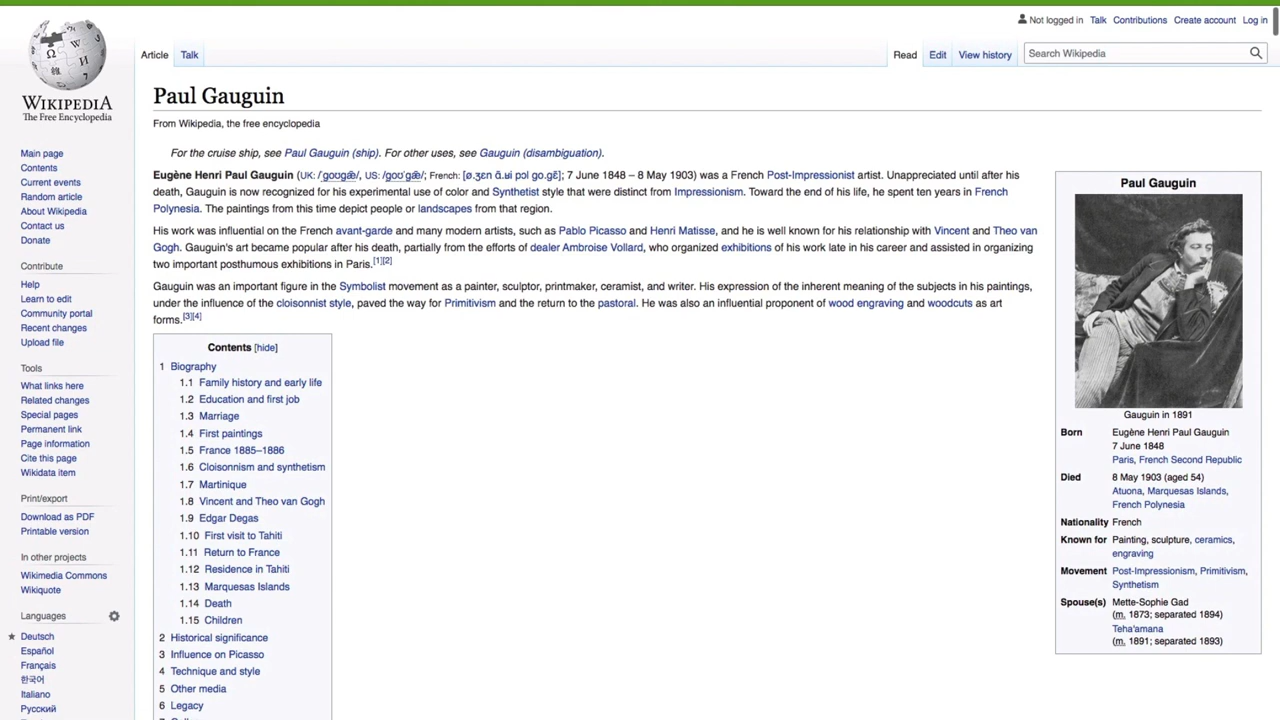 Not logged in Talk Contributions Create account Log in
Article Talk
Read Edit View history
Search Wikipedia
WIKIPEDIA
The Free Encyclopedia
Main page
Contents
Current events
Random article
About Wikipedia
Contact us
Donate
Contribute
Help
Learn to edit
Community portal
Recent changes
Upload file
Tools
What links here
Related changes
Special pages
Permanent link
Page information
Cite this page
Wikidata item
Print/export
Download as PDF
Printable version
In other projects
Wikimedia Commons
Wikiquote
Languages
Deutsch
Español
Français
한국어
Italiano
Русский
Paul Gauguin
From Wikipedia, the free encyclopedia
For the cruise ship, see Paul Gauguin (ship). For other uses, see Gauguin (disambiguation).
Eugène Henri Paul Gauguin (UK: /ˈɡoʊɡæ̃/, US: /ɡoʊˈɡæ̃/; French: [ø.ʒɛn ɑ̃.ʁi pɔl ɡo.ɡɛ̃]; 7 June 1848 – 8 May 1903) was a French Post-Impressionist artist. Unappreciated until after his
death, Gauguin is now recognized for his experimental use of color and Synthetist style that were distinct from Impressionism. Toward the end of his life, he spent ten years in French
Polynesia. The paintings from this time depict people or landscapes from that region.
His work was influential on the French avant-garde and many modern artists, such as Pablo Picasso and Henri Matisse, and he is well known for his relationship with Vincent and Theo van
Gogh. Gauguin's art became popular after his death, partially from the efforts of dealer Ambroise Vollard, who organized exhibitions of his work late in his career and assisted in organizing
two important posthumous exhibitions in Paris.[1][2]
Gauguin was an important figure in the Symbolist movement as a painter, sculptor, printmaker, ceramist, and writer. His expression of the inherent meaning of the subjects in his paintings,
under the influence of the cloisonnist style, paved the way for Primitivism and the return to the pastoral. He was also an influential proponent of wood engraving and woodcuts as art
forms.[3][4]
Contents [hide]
1 Biography
1.1 Family history and early life
1.2 Education and first job
1.3 Marriage
1.4 First paintings
1.5 France 1885–1886
1.6 Cloisonnism and synthetism
1.7 Martinique
1.8 Vincent and Theo van Gogh
1.9 Edgar Degas
1.10 First visit to Tahiti
1.11 Return to France
1.12 Residence in Tahiti
1.13 Marquesas Islands
1.14 Death
1.15 Children
2 Historical significance
3 Influence on Picasso
4 Technique and style
5 Other media
6 Legacy
Paul Gauguin
Gauguin in 1891
Born Eugène Henri Paul Gauguin
7 June 1848
Paris, French Second Republic
Died 8 May 1903 (aged 54)
Atuona, Marquesas Islands,
French Polynesia
Nationality French
Known for Painting, sculpture, ceramics,
engraving
Movement Post-Impressionism, Primitivism,
Synthetism
Spouse(s) Mette-Sophie Gad
(m. 1873; separated 1894)
Teha'amana
(m. 1891; separated 1893)